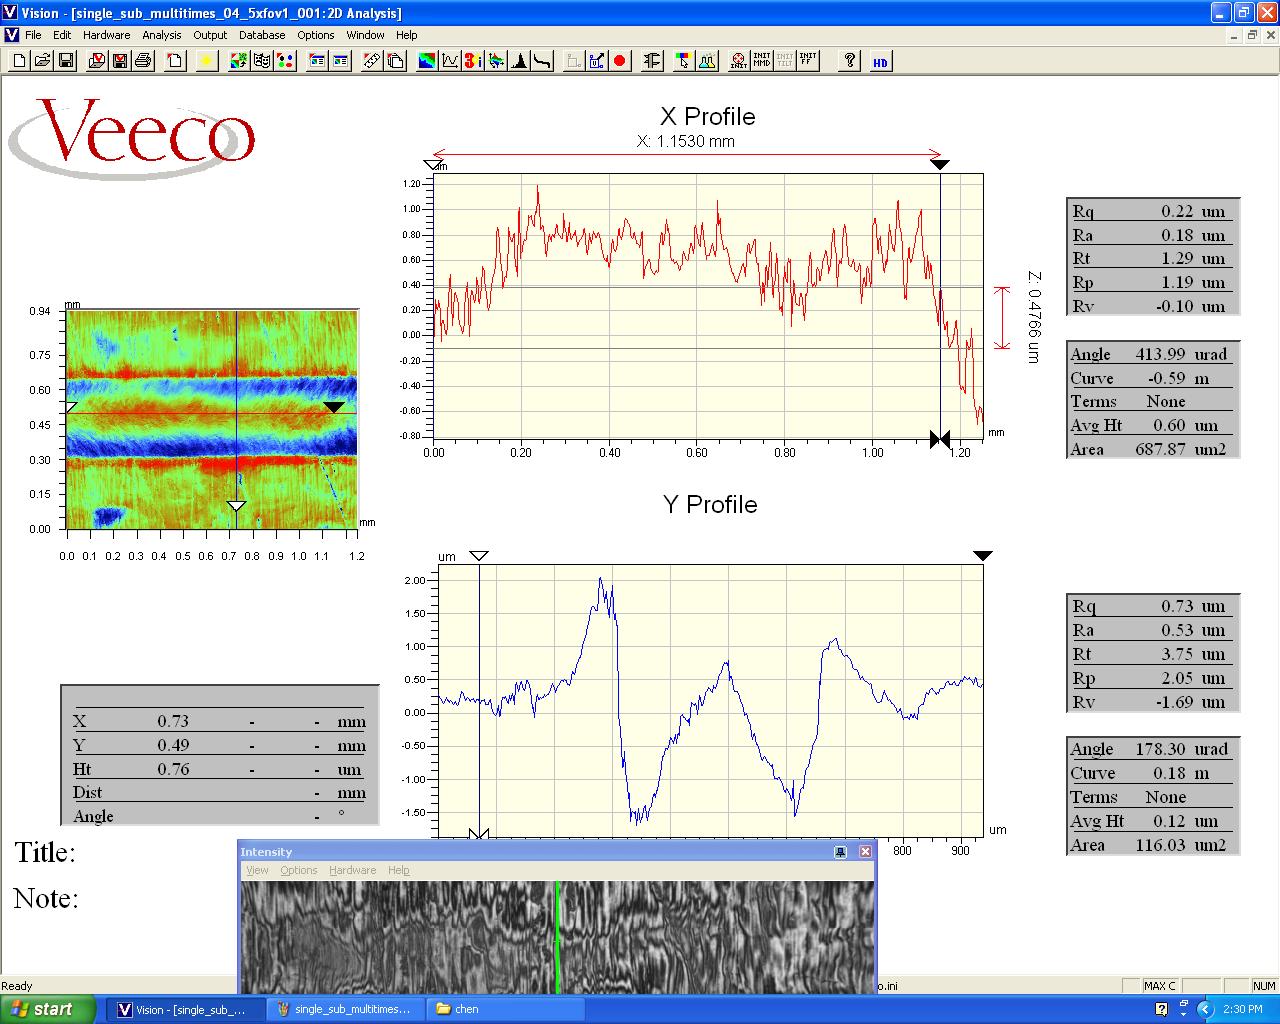 Vision - [single_sub_multitimes_04_5xfov1_001:2D Analysis]
File Edit Hardware Analysis Output Database Options Window Help
INIT INIT MMD INIT TILT INIT FF ? HD
Veeco
X Profile
X: 1.1530 mm
um
1.20
1.00
0.80
0.60
0.40
0.20
0.00
-0.20
-0.40
-0.60
-0.80
0.00 0.20 0.40 0.60 0.80 1.00 1.20
mm
Z: 0.4766 um
Rq 0.22 um
Ra 0.18 um
Rt 1.29 um
Rp 1.19 um
Rv -0.10 um
Angle 413.99 urad
Curve -0.59 m
Terms None
Avg Ht 0.60 um
Area 687.87 um2
mm
0.94
0.75
0.60
0.45
0.30
0.15
0.00
mm
0.0 0.1 0.2 0.3 0.4 0.5 0.6 0.7 0.8 0.9 1.0 1.1 1.2
Y Profile
um
2.00
1.50
1.00
0.50
0.00
-0.50
-1.00
-1.50
um
800 900
Rq 0.73 um
Ra 0.53 um
Rt 3.75 um
Rp 2.05 um
Rv -1.69 um
Angle 178.30 urad
Curve 0.18 m
Terms None
Avg Ht 0.12 um
Area 116.03 um2
X 0.73 - - mm
Y 0.49 - - mm
Ht 0.76 - - um
Dist - mm
Angle - °
Title:
Note:
Intensity
View Options Hardware Help
Ready o.ini MAX C NUM
start Vision - [single_sub_... single_sub_multitimes... chen 2:30 PM